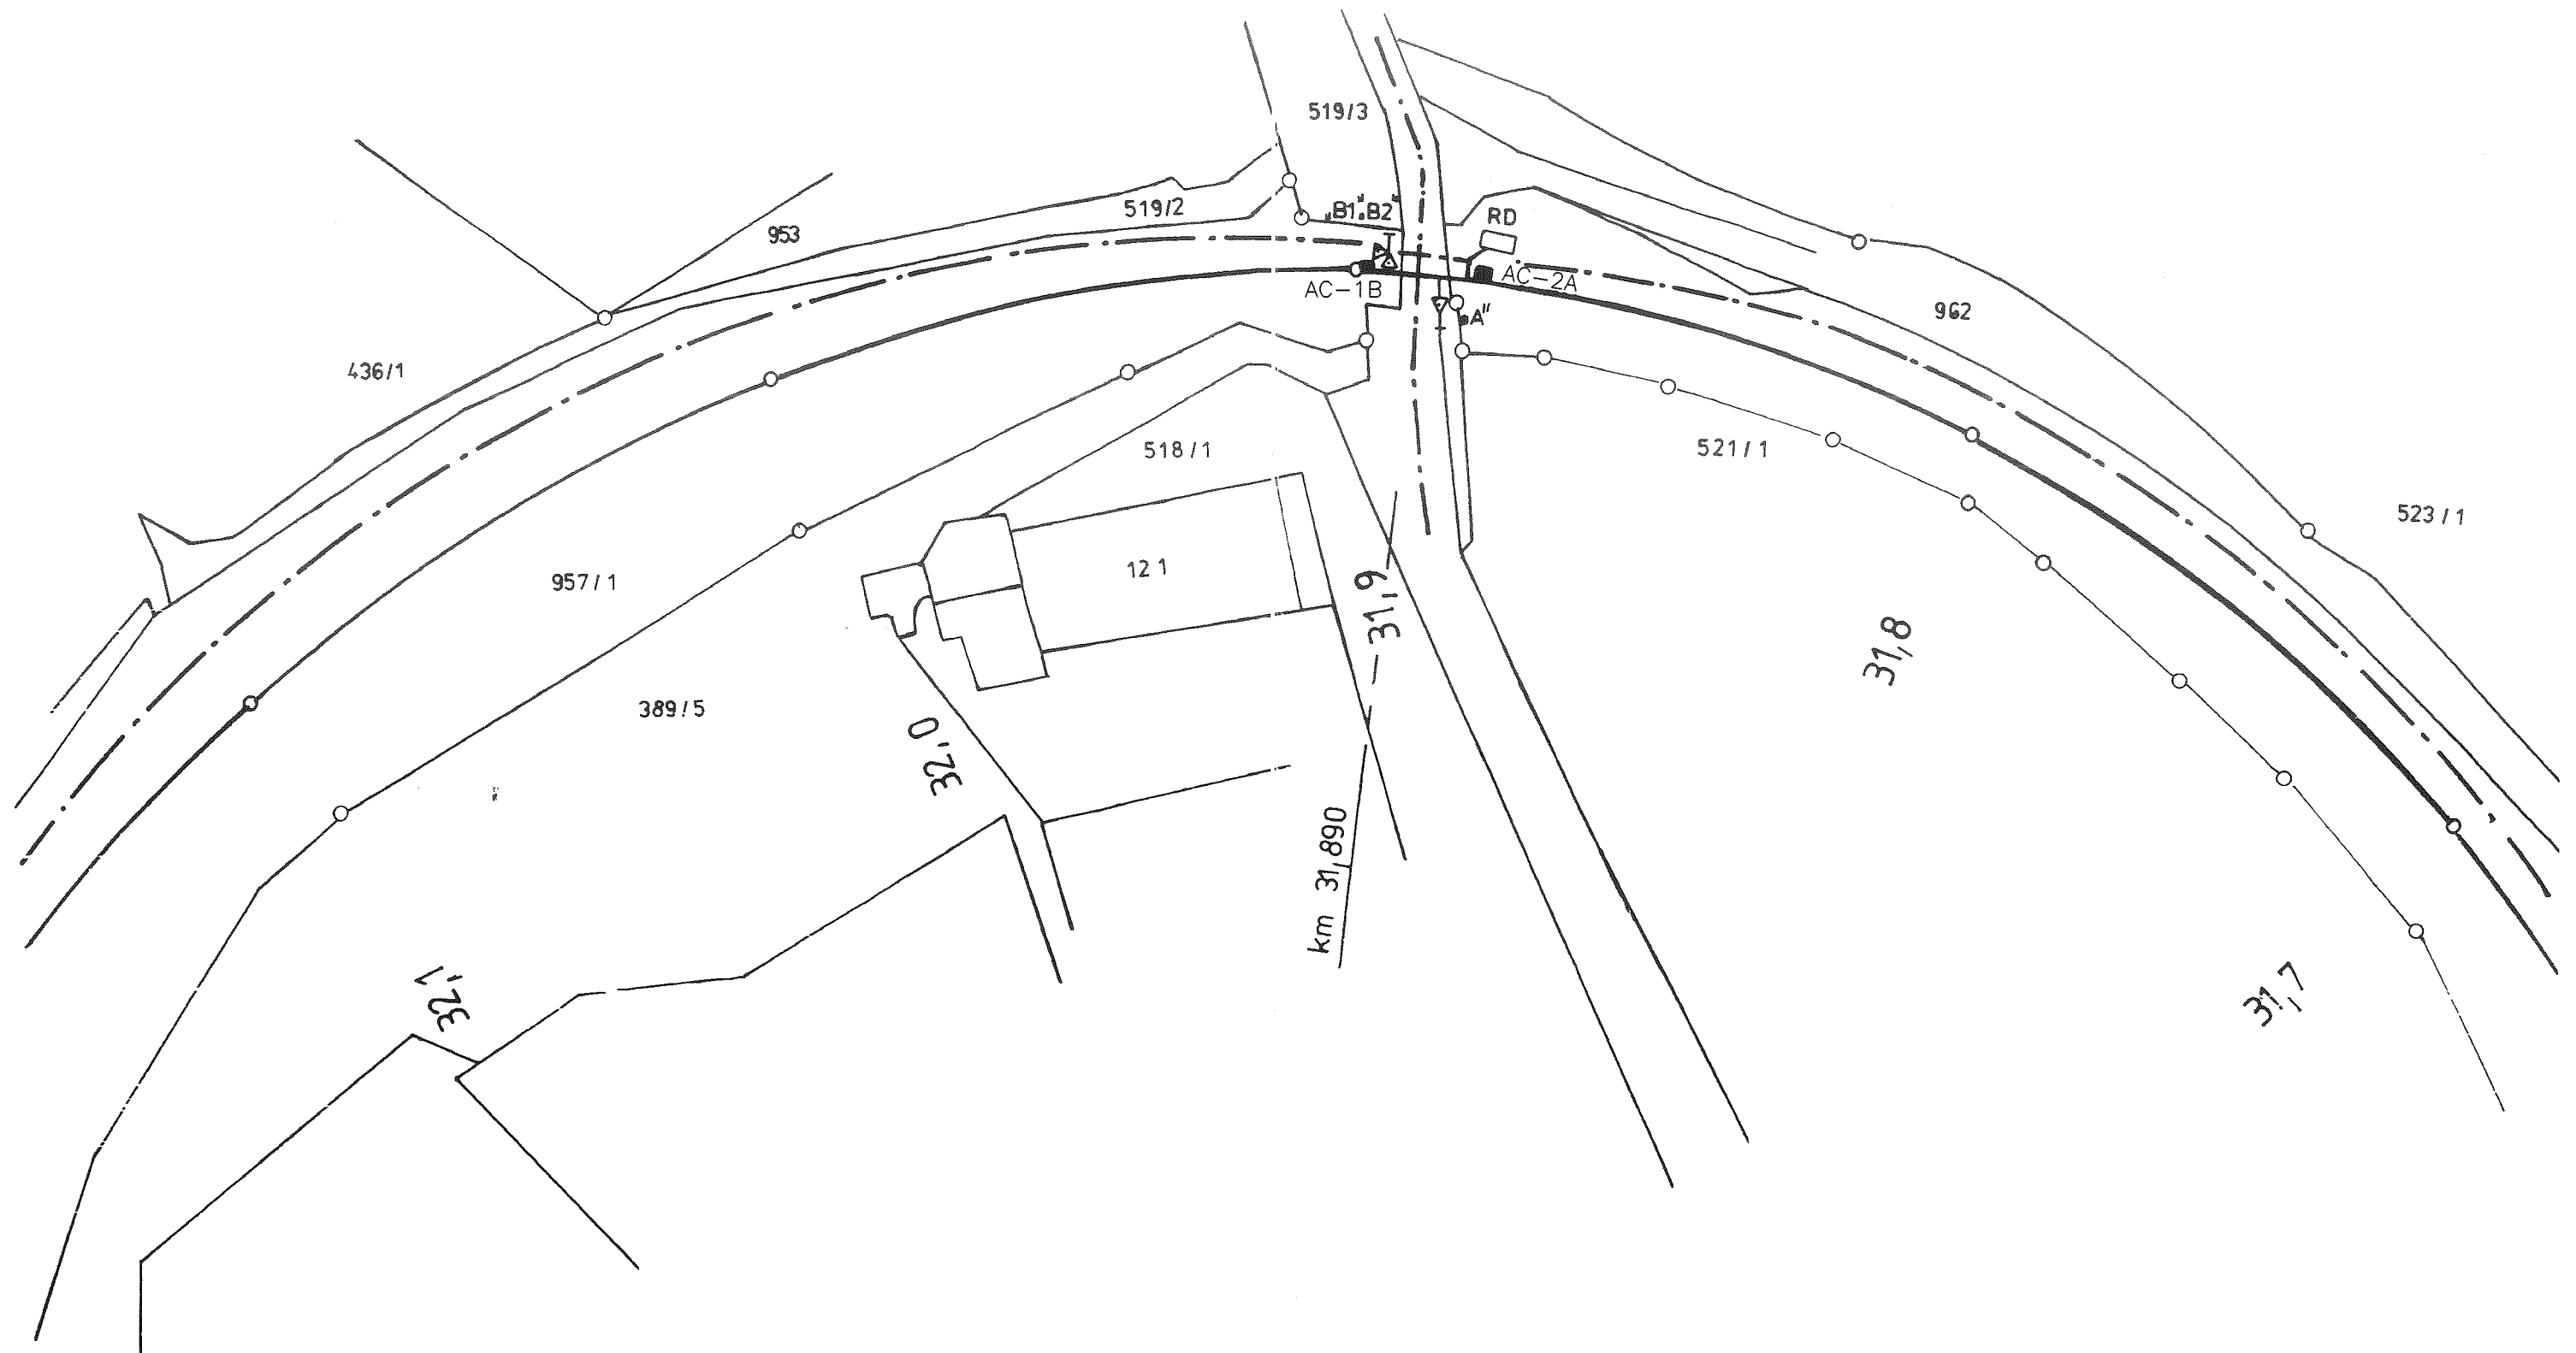 519/3
519/2
„B1"
„B2"
RD
953
AC-1B
AC-2A
„A"
962
436/1
518/1
521/1
523/1
957/1
121
31,9
31,8
389/5
32,0
km 31,890
32,1
31,7